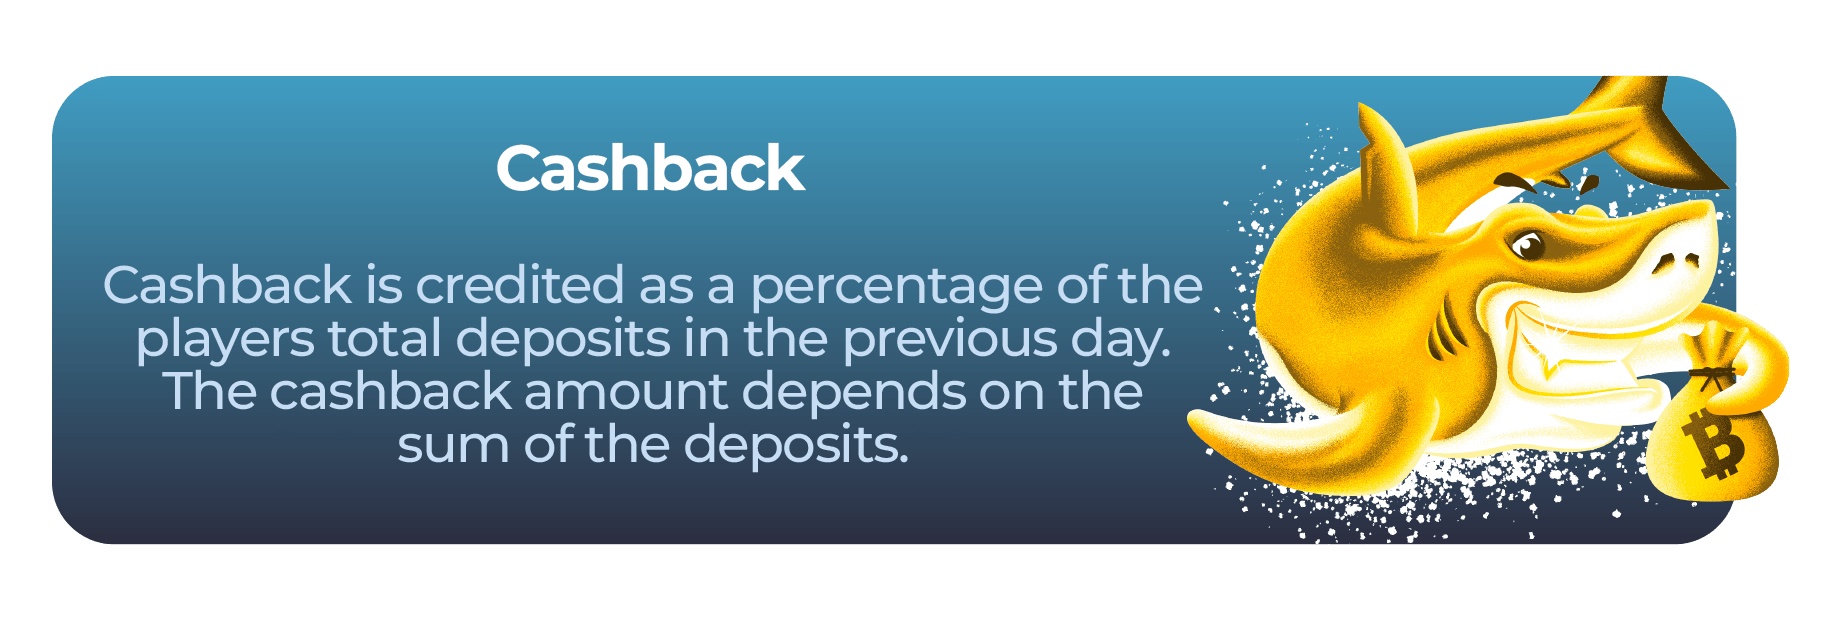 Cashback
Cashback is credited as a percentage of the
players total deposits in the previous day.
The cashback amount depends on the
sum of the deposits.